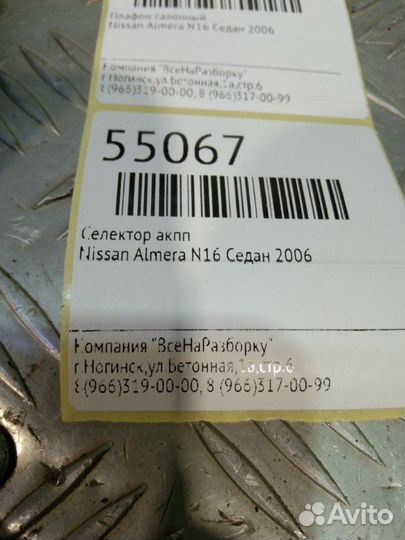 Плафон салонный
Nissan Almera N16 Седан 2006
Компания "ВсеНаРазборку"
г.Ногинск,ул.Бетонная,1а,стр.6
8(966)319-00-00, 8 (966)317-00-99
55067
Селектор акпп
Nissan Almera N16 Седан 2006
Компания "ВсеНаРазборку"
г.Ногинск,ул.Бетонная,1а,стр.6
8(966)319-00-00, 8 (966)317-00-99
Avito